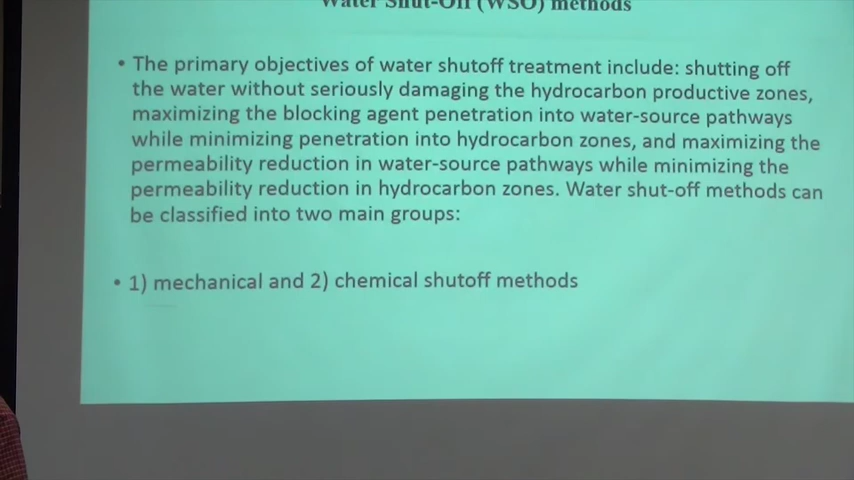 Water Shut-Off (WSO) methods
• The primary objectives of water shutoff treatment include: shutting off
the water without seriously damaging the hydrocarbon productive zones,
maximizing the blocking agent penetration into water-source pathways
while minimizing penetration into hydrocarbon zones, and maximizing the
permeability reduction in water-source pathways while minimizing the
permeability reduction in hydrocarbon zones. Water shut-off methods can
be classified into two main groups:
• 1) mechanical and 2) chemical shutoff methods